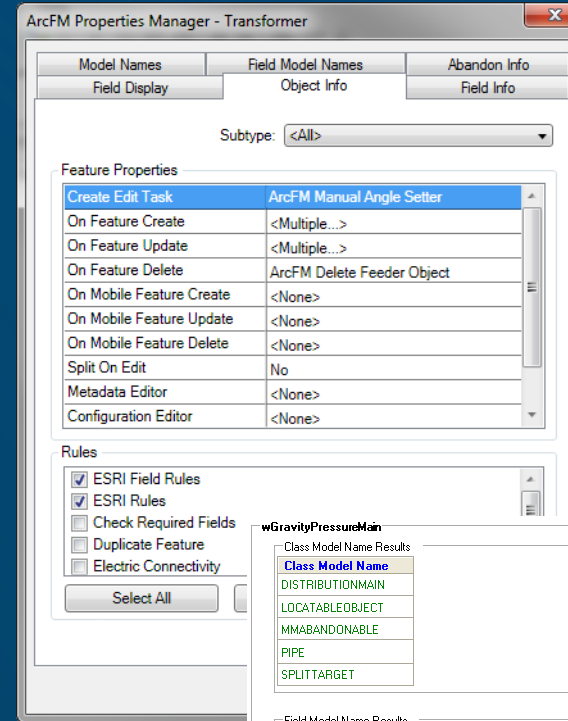 ArcFM Properties Manager - Transformer
Model Names Field Model Names Abandon Info
Field Display Object Info Field Info
Subtype: <All>
Feature Properties
Create Edit Task ArcFM Manual Angle Setter
On Feature Create <Multiple...>
On Feature Update <Multiple...>
On Feature Delete ArcFM Delete Feeder Object
On Mobile Feature Create <None>
On Mobile Feature Update <None>
On Mobile Feature Delete <None>
Split On Edit No
Metadata Editor <None>
Configuration Editor <None>
Rules
ESRI Field Rules
ESRI Rules
Check Required Fields
Duplicate Feature
Electric Connectivity
Select All
wGravityPressureMain
Class Model Name Results
Class Model Name
DISTRIBUTIONMAIN
LOCATABLEOBJECT
MMABANDONABLE
PIPE
SPLITTARGET
Field Model Name Results